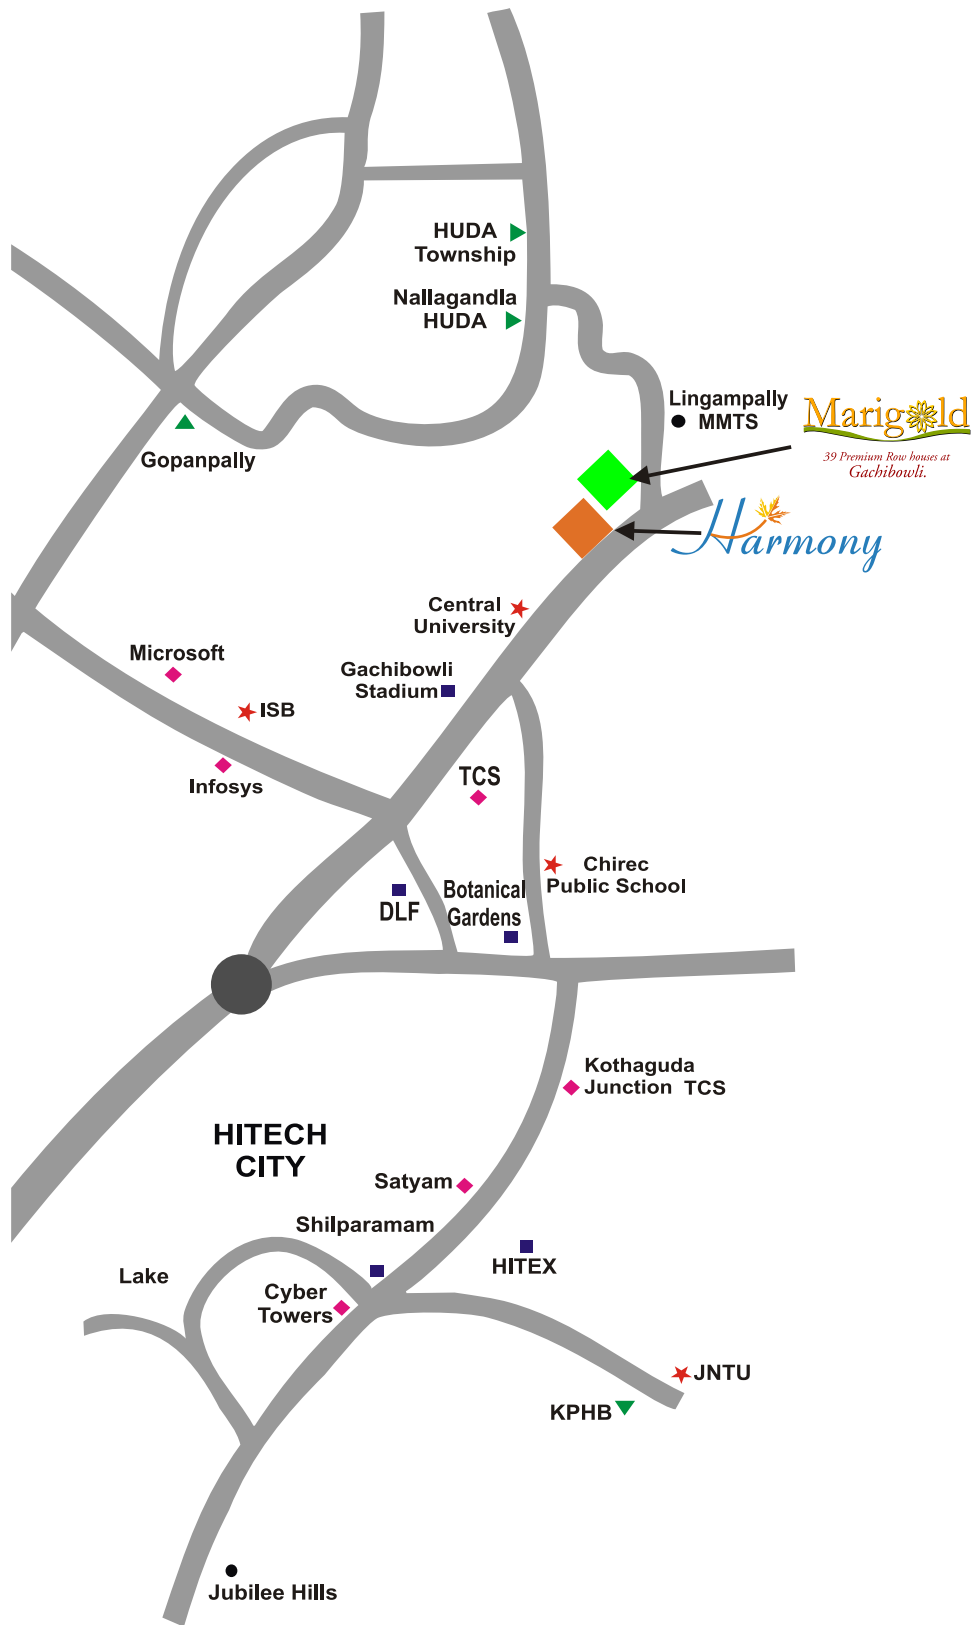 HUDA
Township
Nallagandla
HUDA
Lingampally
MMTS
Marigold
39 Premium Row houses at
Gachibowli.
Gopanpally
Harmony
Central
University
Microsoft
Gachibowli
Stadium
ISB
Infosys
TCS
Chirec
Public School
Botanical
Gardens
DLF
Kothaguda
Junction TCS
HITECH
CITY
Satyam
Shilparamam
HITEX
Lake
Cyber
Towers
JNTU
KPHB
Jubilee Hills